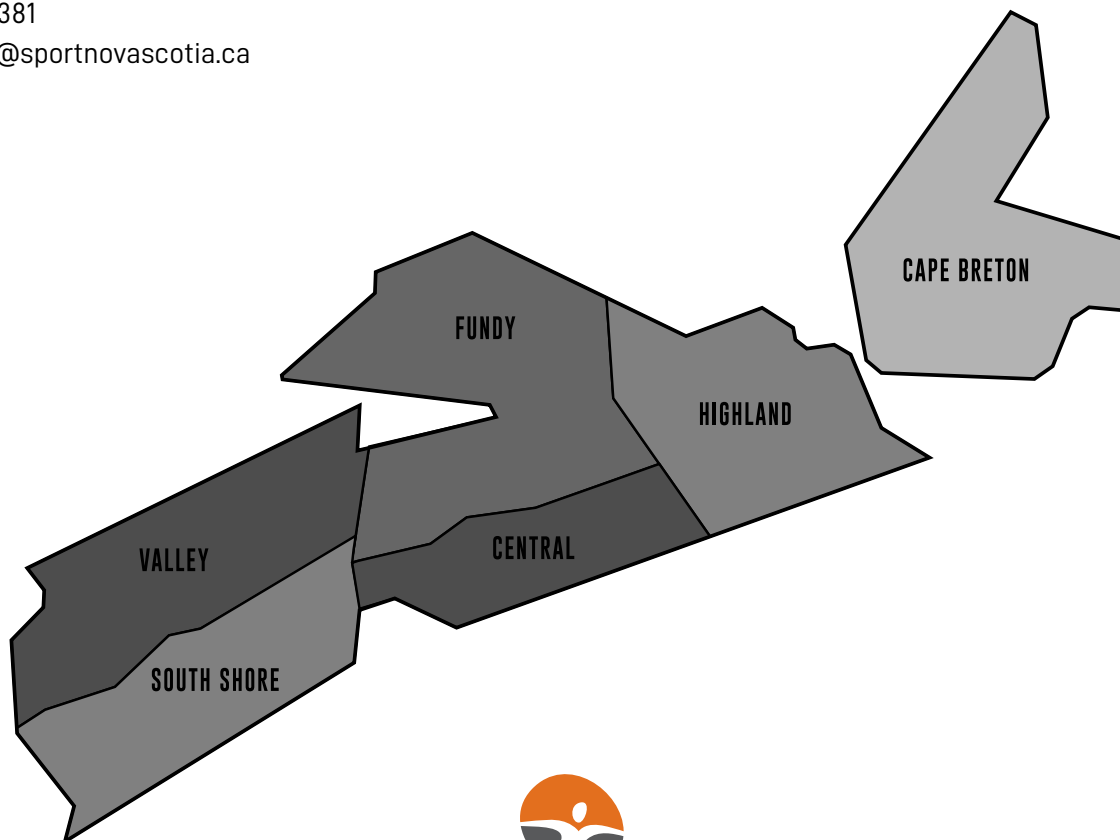 381
@sportnovascotia.ca
CAPE BRETON
FUNDY
HIGHLAND
CENTRAL
VALLEY
SOUTH SHORE